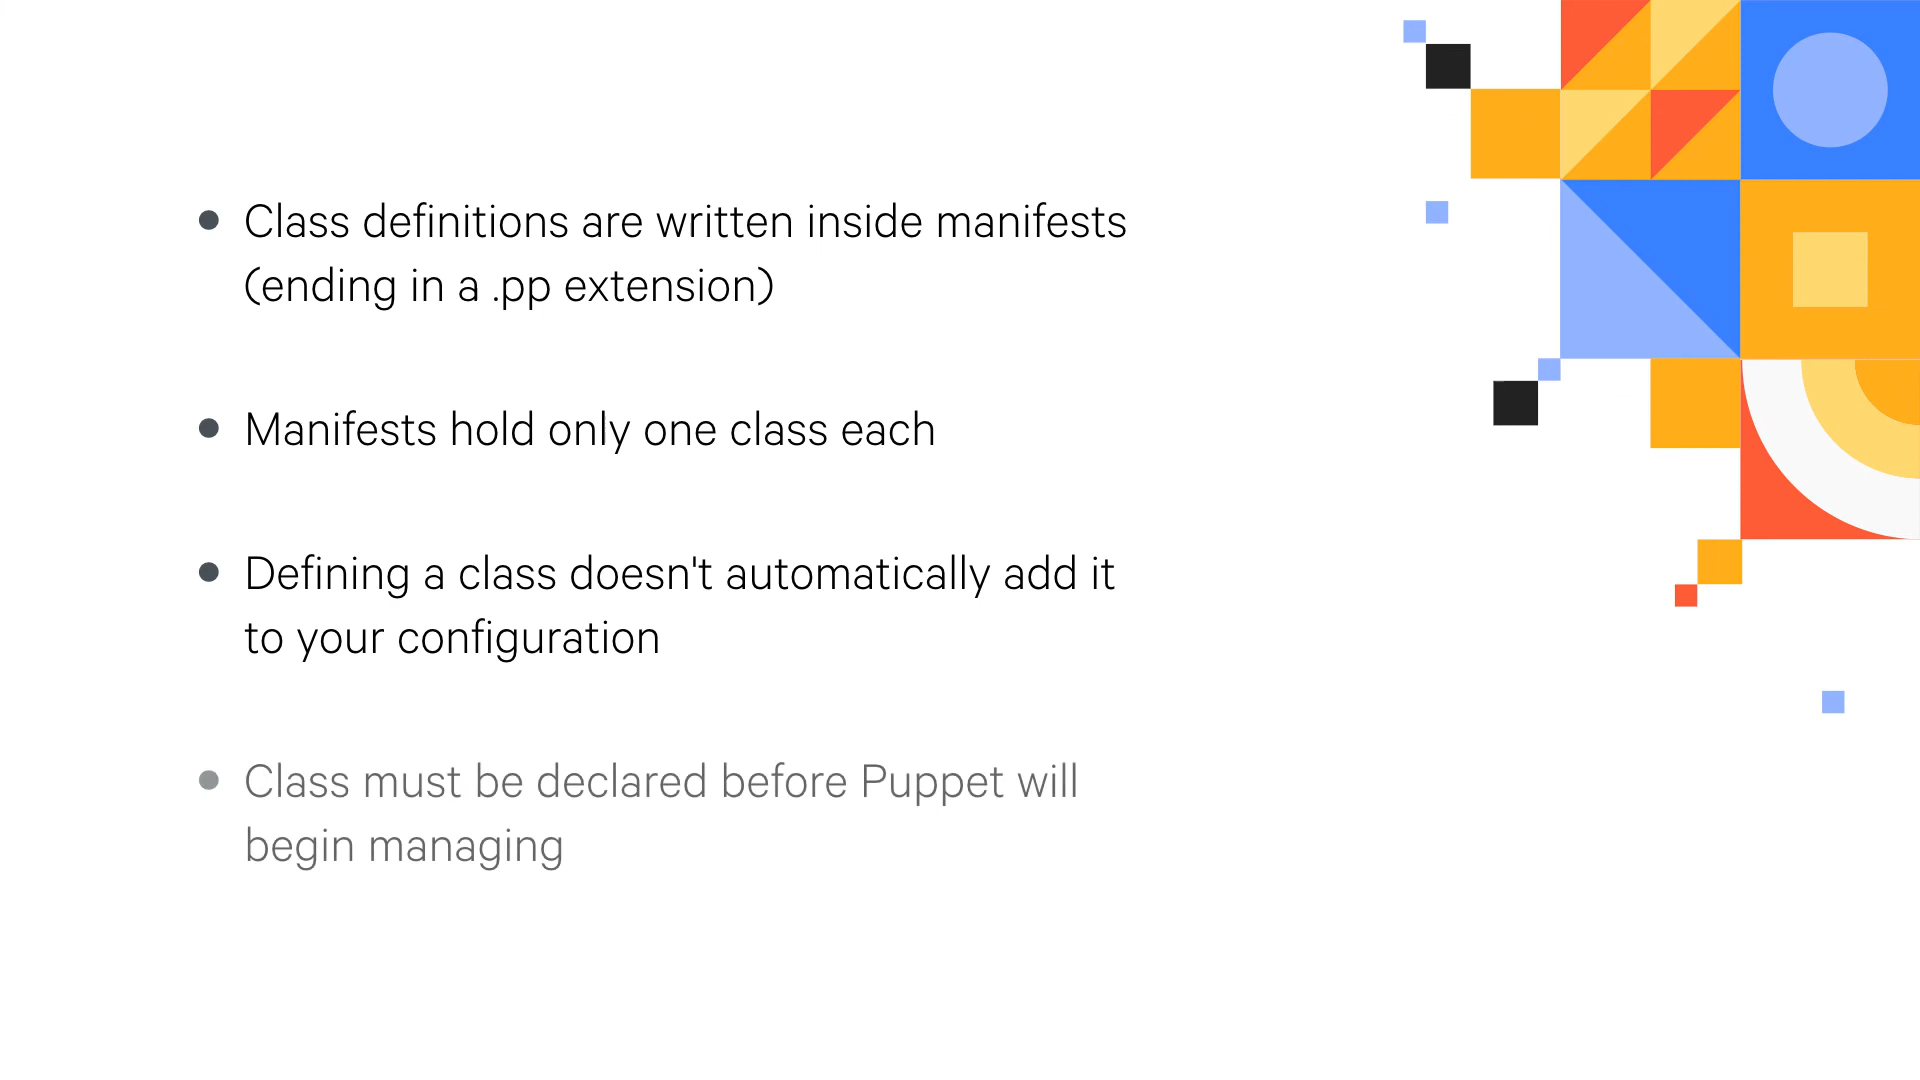 • Class definitions are written inside manifests
(ending in a .pp extension)
• Manifests hold only one class each
• Defining a class doesn't automatically add it
to your configuration
• Class must be declared before Puppet will
begin managing